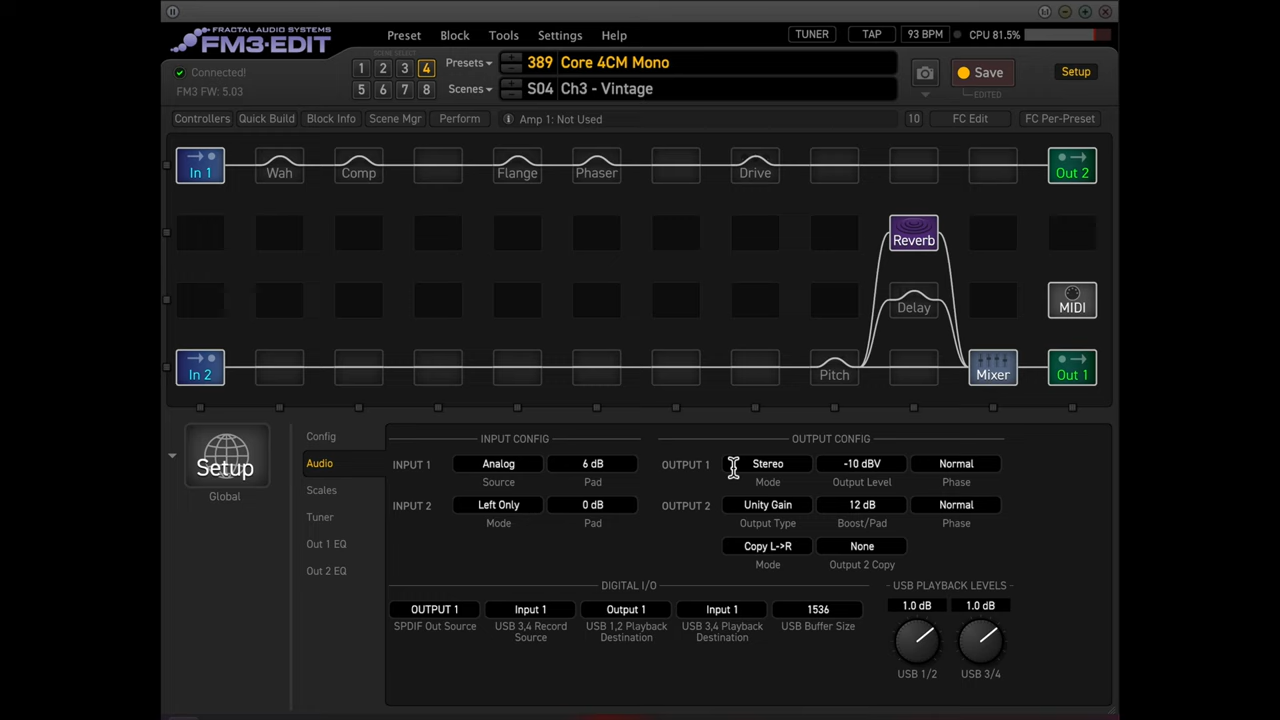 FRACTAL AUDIO SYSTEMS
FM3-EDIT
Preset Block Tools Settings Help
TUNER TAP 93 BPM CPU 81.5%
SCENE SELECT
1 2 3 4
5 6 7 8
Connected!
FM3 FW: 5.03
Presets 389 Core 4CM Mono
Scenes S04 Ch3 - Vintage
Save
EDITED
Setup
Controllers Quick Build Block Info Scene Mgr Perform Amp 1: Not Used 10 FC Edit FC Per-Preset
In 1 Wah Comp Flange Phaser Drive Out 2
Reverb
Delay MIDI
In 2 Pitch Mixer Out 1
Setup
Global
Config
Audio
Scales
Tuner
Out 1 EQ
Out 2 EQ
INPUT CONFIG
INPUT 1 Analog 6 dB
Source Pad
INPUT 2 Left Only 0 dB
Mode Pad
OUTPUT CONFIG
OUTPUT 1 Stereo -10 dBV Normal
Mode Output Level Phase
OUTPUT 2 Unity Gain 12 dB Normal
Output Type Boost/Pad Phase
Copy L->R None
Mode Output 2 Copy
DIGITAL I/O
OUTPUT 1 Input 1 Output 1 Input 1 1536
SPDIF Out Source USB 3,4 Record Source USB 1,2 Playback Destination USB 3,4 Playback Destination USB Buffer Size
USB PLAYBACK LEVELS
1.0 dB 1.0 dB
USB 1/2 USB 3/4